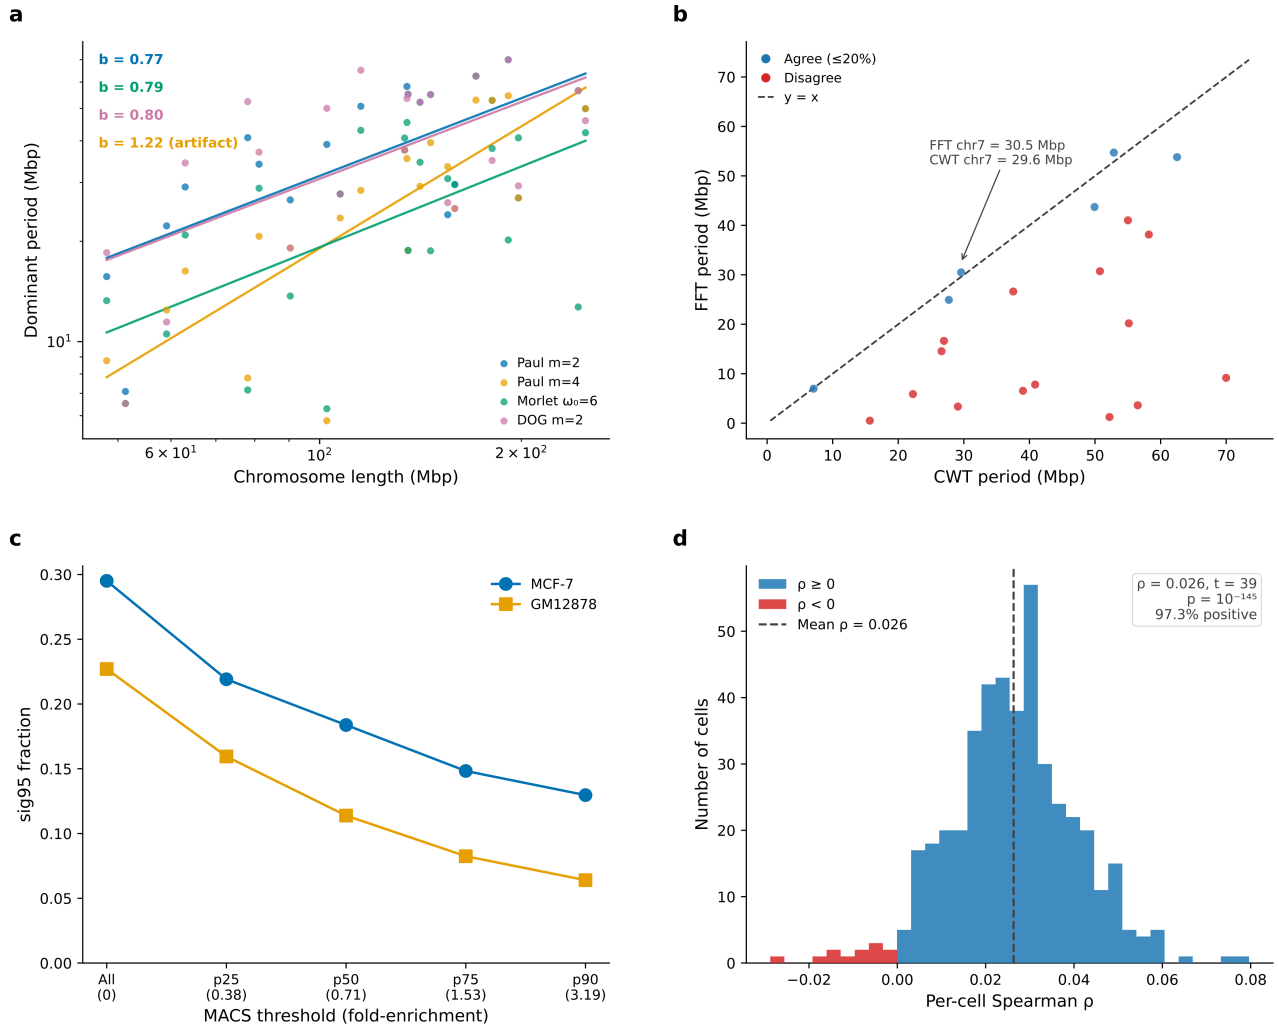 a
b = 0.77
b = 0.79
b = 0.80
b = 1.22 (artifact)
Dominant period (Mbp)
10¹
Paul m=2
Paul m=4
Morlet ω₀=6
DOG m=2
6 × 10¹
10²
2 × 10²
Chromosome length (Mbp)
b
Agree (≤20%)
Disagree
y = x
FFT chr7 = 30.5 Mbp
CWT chr7 = 29.6 Mbp
FFT period (Mbp)
70
60
50
40
30
20
10
0
0 10 20 30 40 50 60 70
CWT period (Mbp)
c
MCF-7
GM12878
sig95 fraction
0.30
0.25
0.20
0.15
0.10
0.05
0.00
All p25 p50 p75 p90
(0) (0.38) (0.71) (1.53) (3.19)
MACS threshold (fold-enrichment)
d
ρ ≥ 0
ρ < 0
Mean ρ = 0.026
ρ = 0.026, t = 39
p = 10⁻¹⁴⁵
97.3% positive
Number of cells
50
40
30
20
10
0
−0.02 0.00 0.02 0.04 0.06 0.08
Per-cell Spearman ρ